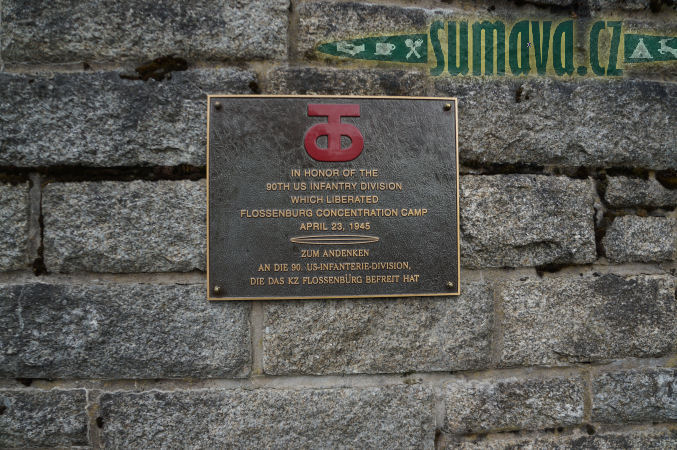 sumava.cz
IN HONOR OF THE
90TH US INFANTRY DIVISION
WHICH LIBERATED
FLOSSENBURG CONCENTRATION CAMP
APRIL 23, 1945
ZUM ANDENKEN
AN DIE 90. US-INFANTERIE-DIVISION,
DIE DAS KZ FLOSSENBÜRG BEFREIT HAT